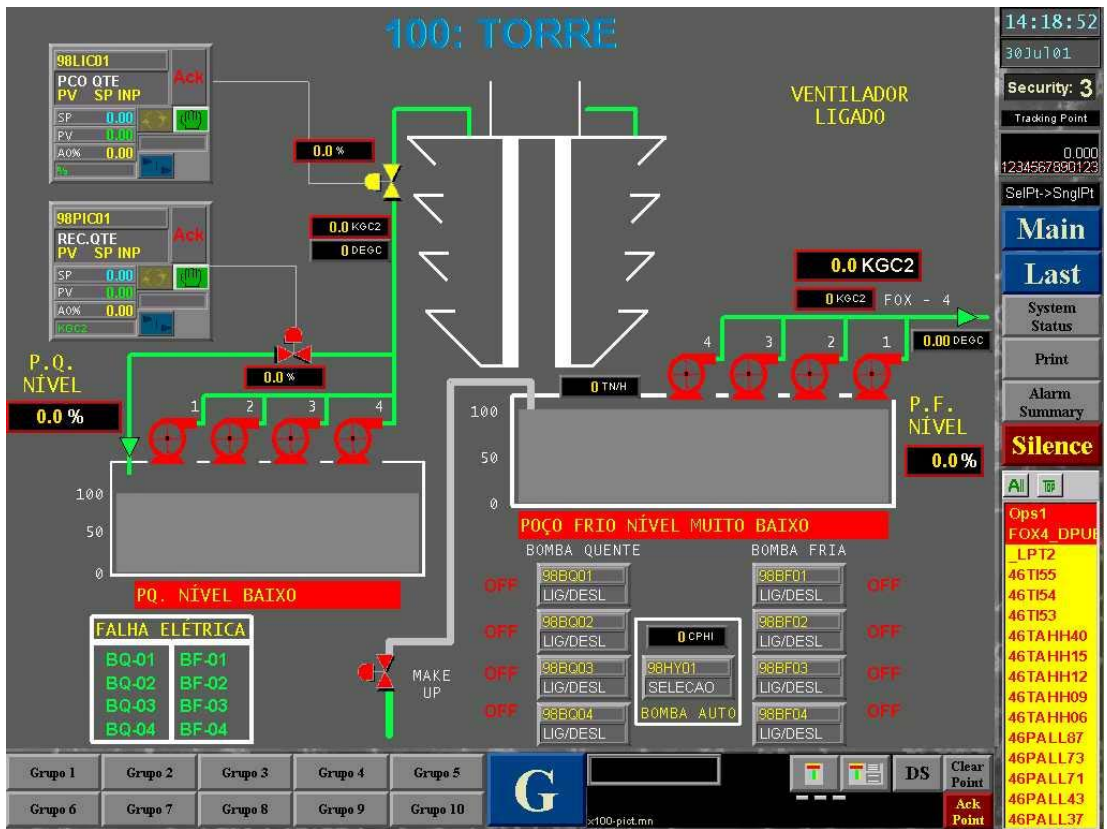 100: TORRE
14:18:52
30Jul01
Security: 3
Tracking Point
0.000
1234567890123
SelPt->SnglPt
Main
Last
System
Status
Print
Alarm
Summary
Silence
All TOP
Ops1
FOX4_DPUE
_LPT2
46TI55
46TI54
46TI53
46TAHH40
46TAHH15
46TAHH12
46TAHH09
46TAHH06
46PALL87
46PALL73
46PALL71
46PALL43
46PALL37
98LIC01
PCO QTE
PV SP INP
Ack
SP 0.00
PV 0.00
AO% 0.00
98PIC01
REC.QTE
PV SP INP
Ack
SP 0.00
PV 0.00
AO% 0.00
KGC2
0.0 %
0.0 KGC2
0 DEGC
VENTILADOR
LIGADO
0.0 KGC2
0 KGC2 FOX - 4
0.00 DEGC
4 3 2 1
P.Q.
NÍVEL
0.0 %
0.0 %
1 2 3 4
0 TN/H
P.F.
NÍVEL
0.0 %
100
50
0
100
50
0
POÇO FRIO NÍVEL MUITO BAIXO
PQ. NÍVEL BAIXO
BOMBA QUENTE BOMBA FRIA
OFF 98BQ01 98BF01 OFF
LIG/DESL LIG/DESL
OFF 98BQ02 98BF02 OFF
LIG/DESL LIG/DESL
OFF 98BQ03 98BF03 OFF
LIG/DESL LIG/DESL
OFF 98BQ04 98BF04 OFF
LIG/DESL LIG/DESL
0 CPHI
98HY01
SELECAO
BOMBA AUTO
FALHA ELÉTRICA
BQ-01 BF-01
BQ-02 BF-02
BQ-03 BF-03
BQ-04 BF-04
MAKE
UP
Grupo 1 Grupo 2 Grupo 3 Grupo 4 Grupo 5
Grupo 6 Grupo 7 Grupo 8 Grupo 9 Grupo 10
G
x100-pict.mn
T T DS
Clear
Point
Ack
Point